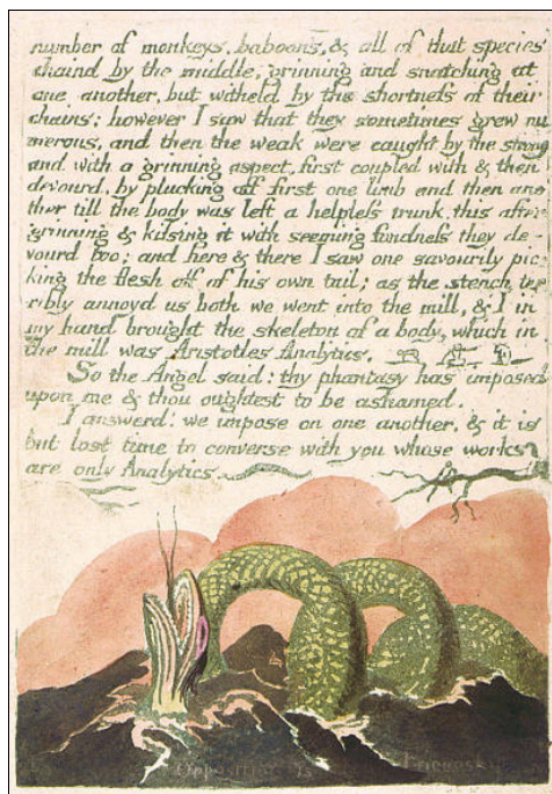 number of monkeys, baboons, & all of that species
chaind by the middle, grinning and snatching at
one another, but witheld by the shortness of their
chains: however I saw that they sometimes grew nu
merous, and then the weak were caught by the strong
and with a grinning aspect, first coupled with & then
devourd, by plucking off first one limb and then ano
ther till the body was left a helpless trunk. this after
grinning & kissing it with seeming fondness they de-
vourd too; and here & there I saw one savourily pic-
king the flesh off of his own tail; as the stench ter
ribly annoyd us both we went into the mill, & I in
my hand brought the skeleton of a body, which in
the mill was Aristotles Analytics.
So the Angel said: thy phantasy has imposed
upon me & thou oughtest to be ashamed.
I answerd: we impose on one another, & it is
but lost time to converse with you whose works
are only Analytics
Opposition is Friendship